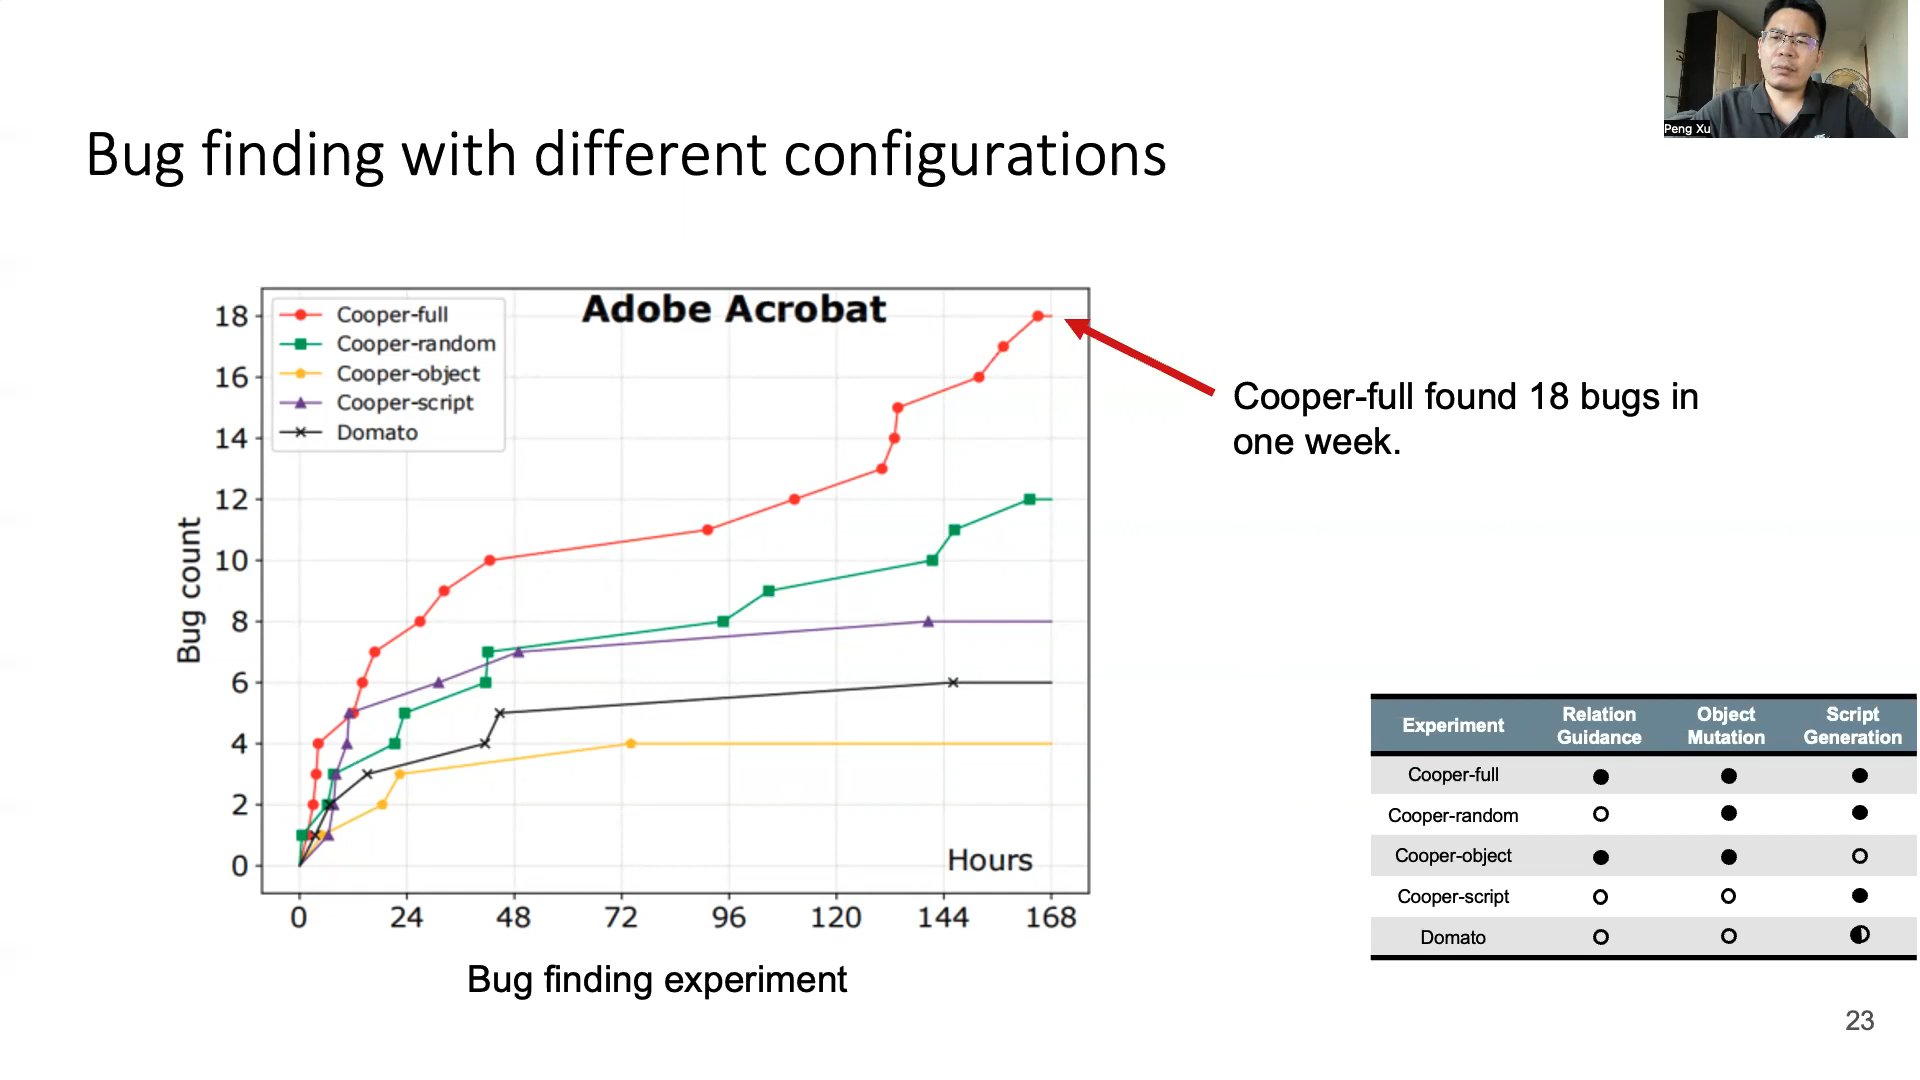 Peng Xu
Bug finding with different configurations
Adobe Acrobat
Cooper-full
Cooper-random
Cooper-object
Cooper-script
Domato
Bug count
18
16
14
12
10
8
6
4
2
0
Hours
0 24 48 72 96 120 144 168
Bug finding experiment
Cooper-full found 18 bugs in
one week.
Experiment Relation Guidance Object Mutation Script Generation
Cooper-full ● ● ●
Cooper-random ○ ● ●
Cooper-object ● ● ○
Cooper-script ○ ○ ●
Domato ○ ○ ◐
23